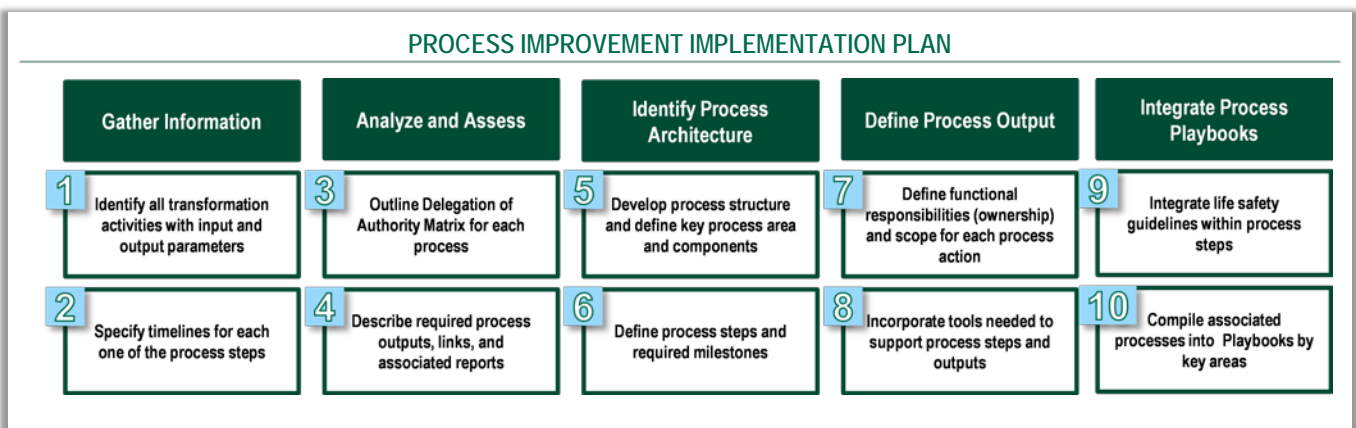 PROCESS IMPROVEMENT IMPLEMENTATION PLAN
Gather Information
Analyze and Assess
Identify Process
Architecture
Define Process Output
Integrate Process
Playbooks
1
Identify all transformation
activities with input and
output parameters
3
Outline Delegation of
Authority Matrix for each
process
5
Develop process structure
and define key process area
and components
7
Define functional
responsibilities (ownership)
and scope for each process
action
9
Integrate life safety
guidelines within process
steps
2
Specify timelines for each
one of the process steps
4
Describe required process
outputs, links, and
associated reports
6
Define process steps and
required milestones
8
Incorporate tools needed to
support process steps and
outputs
10
Compile associated
processes into Playbooks by
key areas